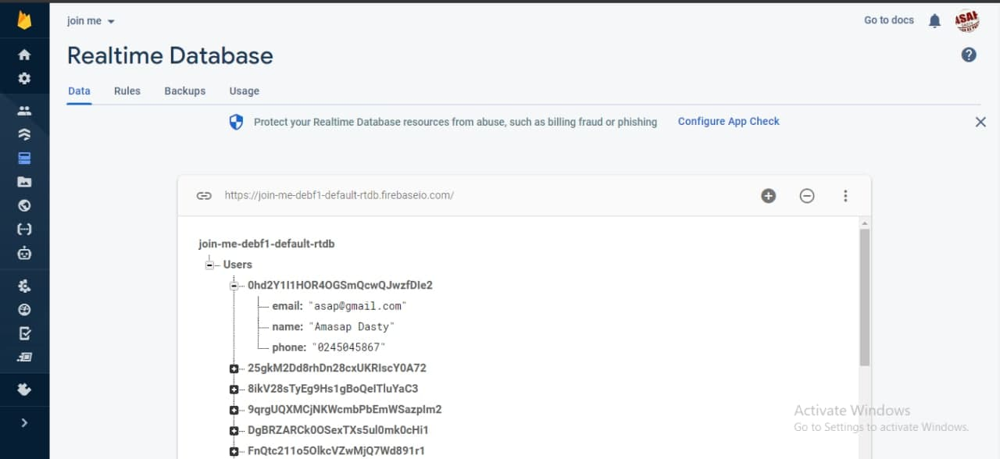 join me
Go to docs
Realtime Database
Data Rules Backups Usage
Protect your Realtime Database resources from abuse, such as billing fraud or phishing Configure App Check
https://join-me-debf1-default-rtdb.firebaseio.com/
join-me-debf1-default-rtdb
Users
0hd2Y1I1HOR4OGSmQcwQJwzfDIe2
email: "asap@gmail.com"
name: "Amasap Dasty"
phone: "0245045867"
25gkM2Dd8rhDn28cxUKRIscY0A72
8ikV28sTyEg9Hs1gBoQeITluYaC3
9qrgUQXMCjNKWcmbPbEmWSazpIm2
DgBRZARCk0OSexTXs5ul0mk0cHi1
FnQtc211o5OlkcVZwMjQ7Wd891r1
Activate Windows
Go to Settings to activate Windows.